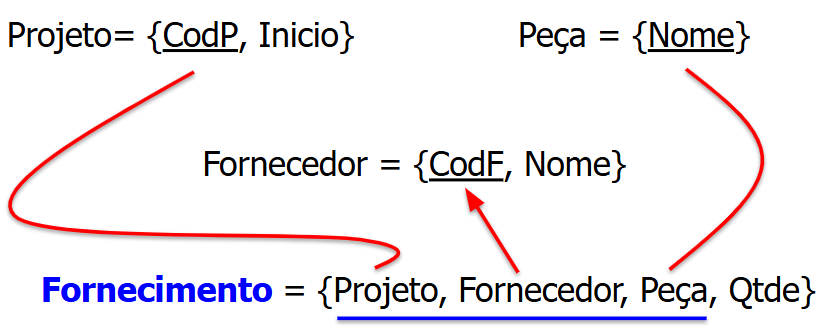 Projeto= {CodP, Inicio} Peça = {Nome}
Fornecedor = {CodF, Nome}
Fornecimento = {Projeto, Fornecedor, Peça, Qtde}